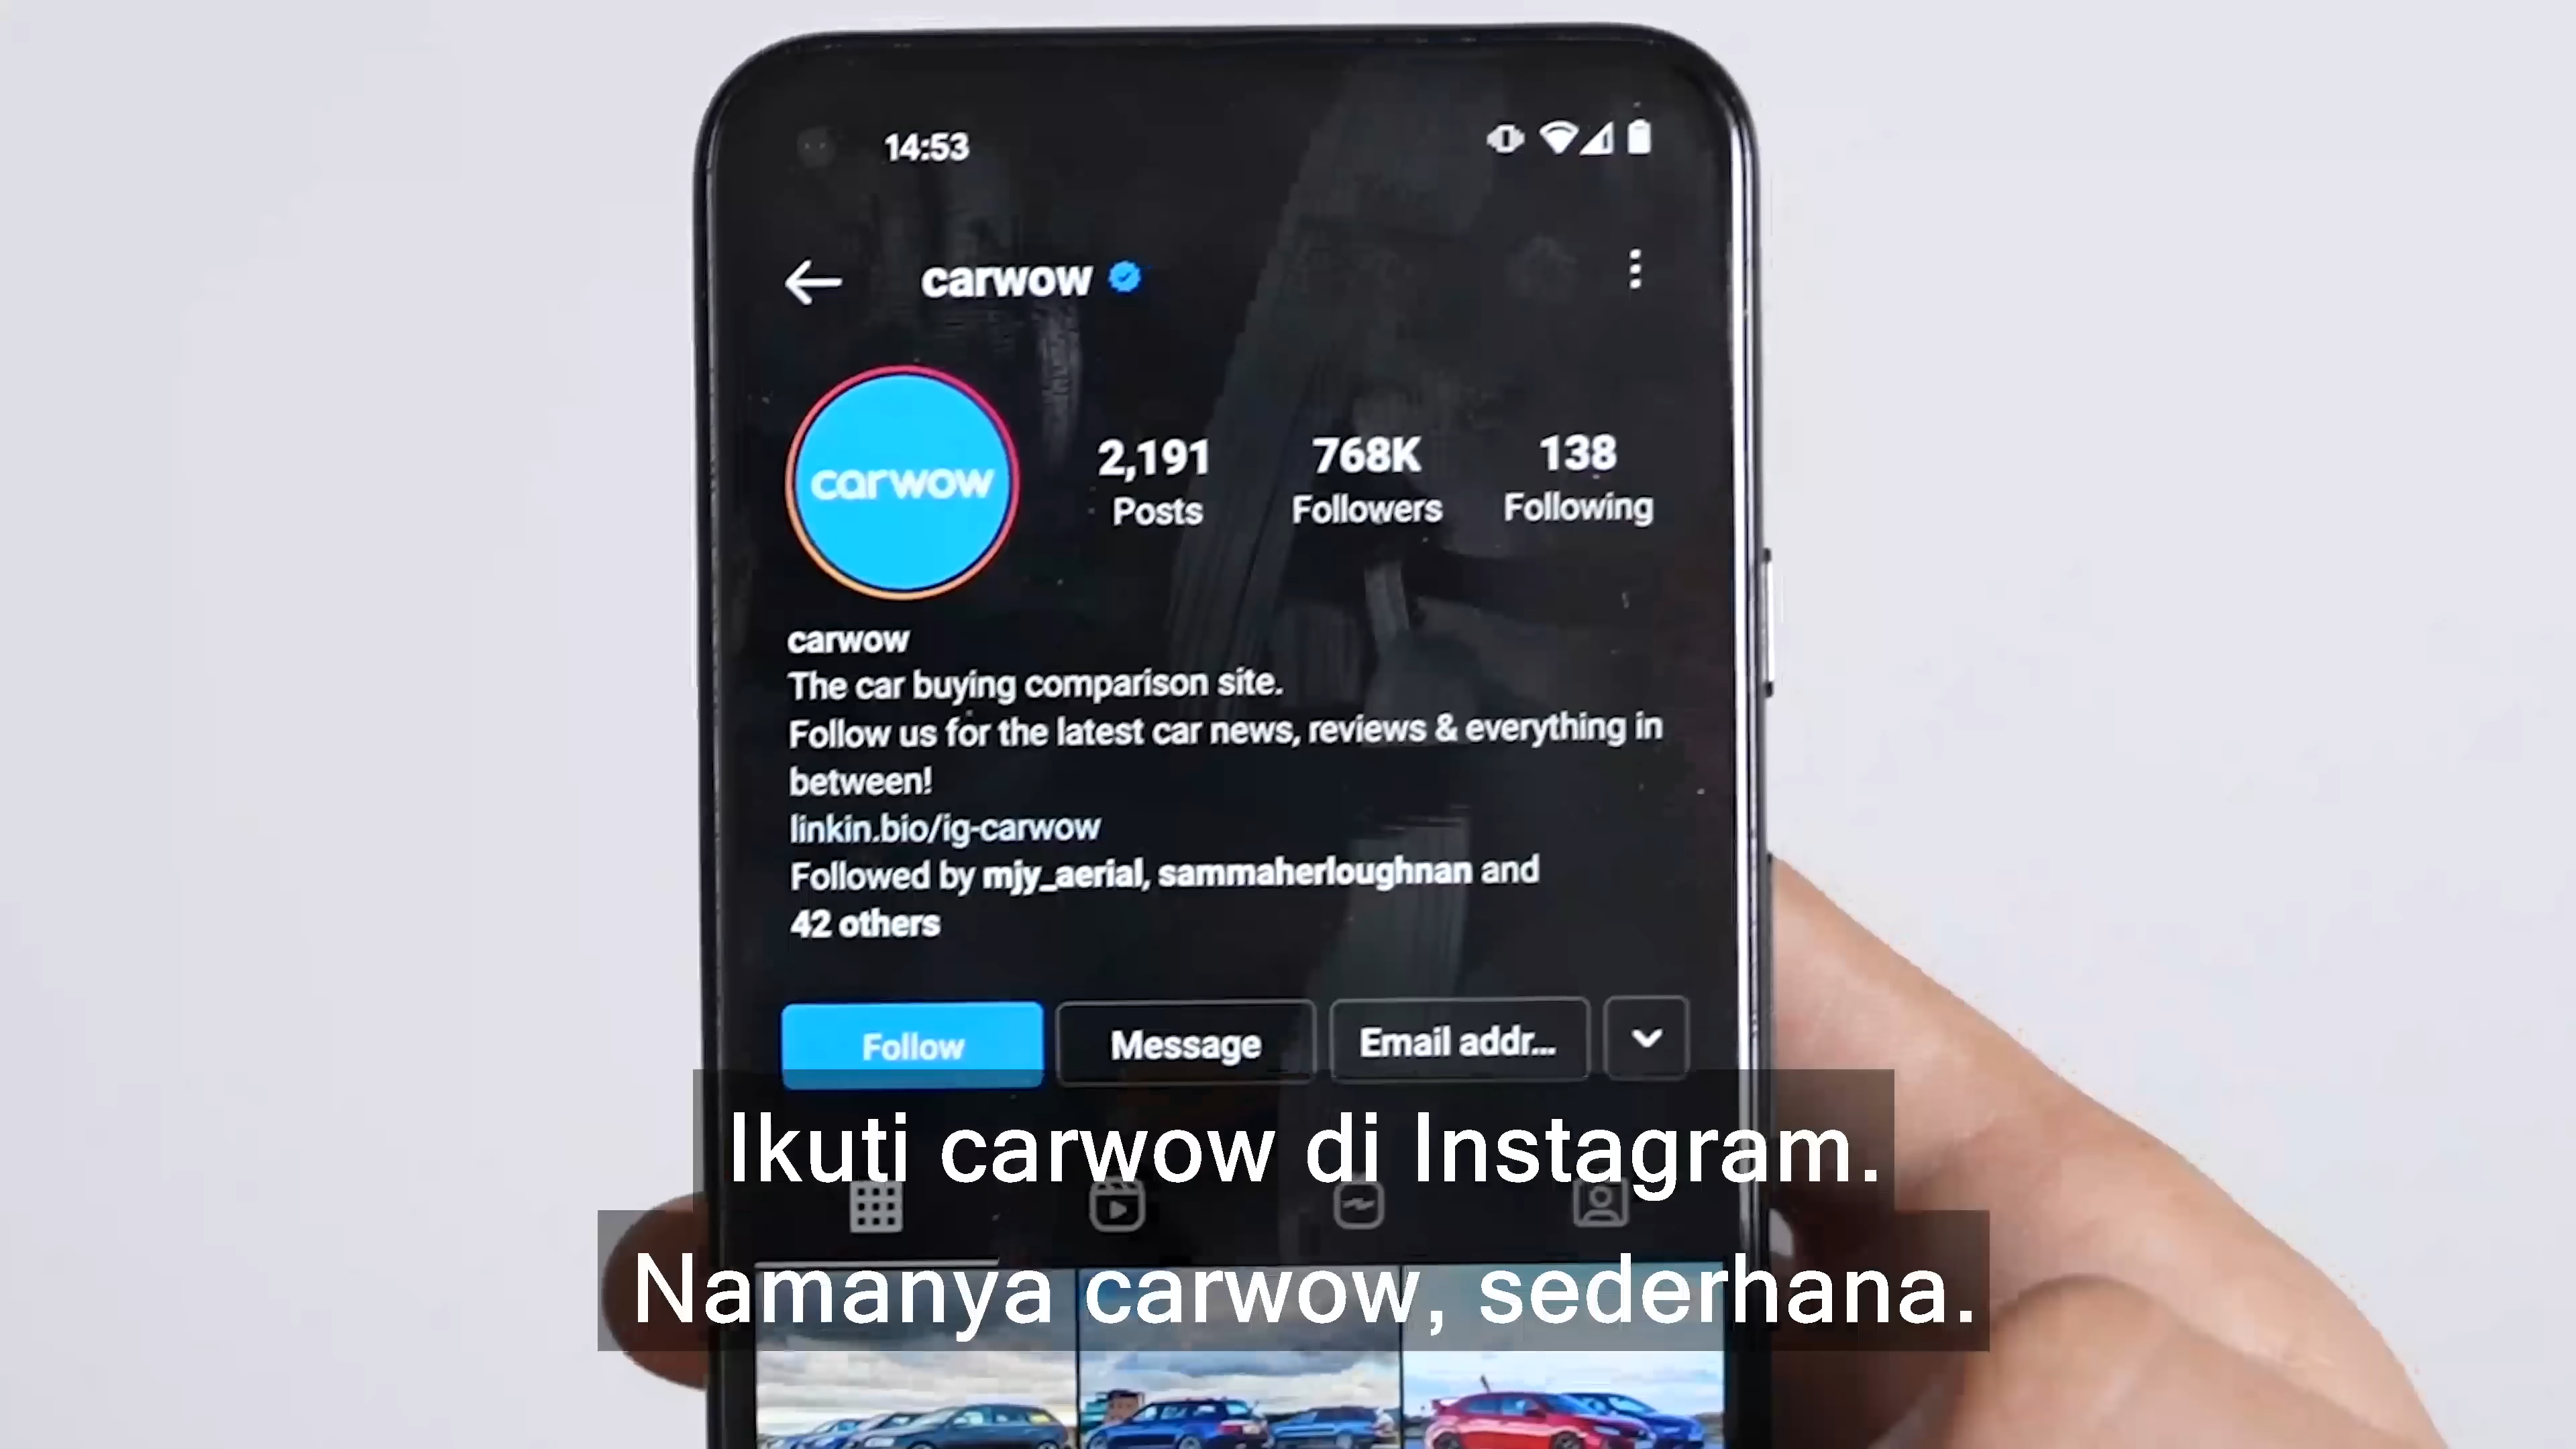 14:53
carwow
carwow
2,191
Posts
768K
Followers
138
Following
carwow
The car buying comparison site.
Follow us for the latest car news, reviews & everything in
between!
linkin.bio/ig-carwow
Followed by mjy_aerial, sammaherloughnan and
42 others
Follow
Message
Email addr...
Ikuti carwow di Instagram.
Namanya carwow, sederhana.